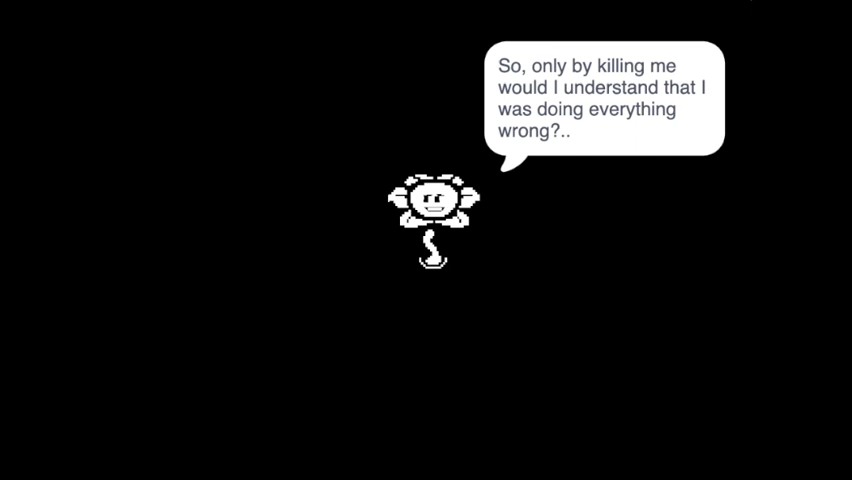 So, only by killing me
would I understand that I
was doing everything
wrong?..